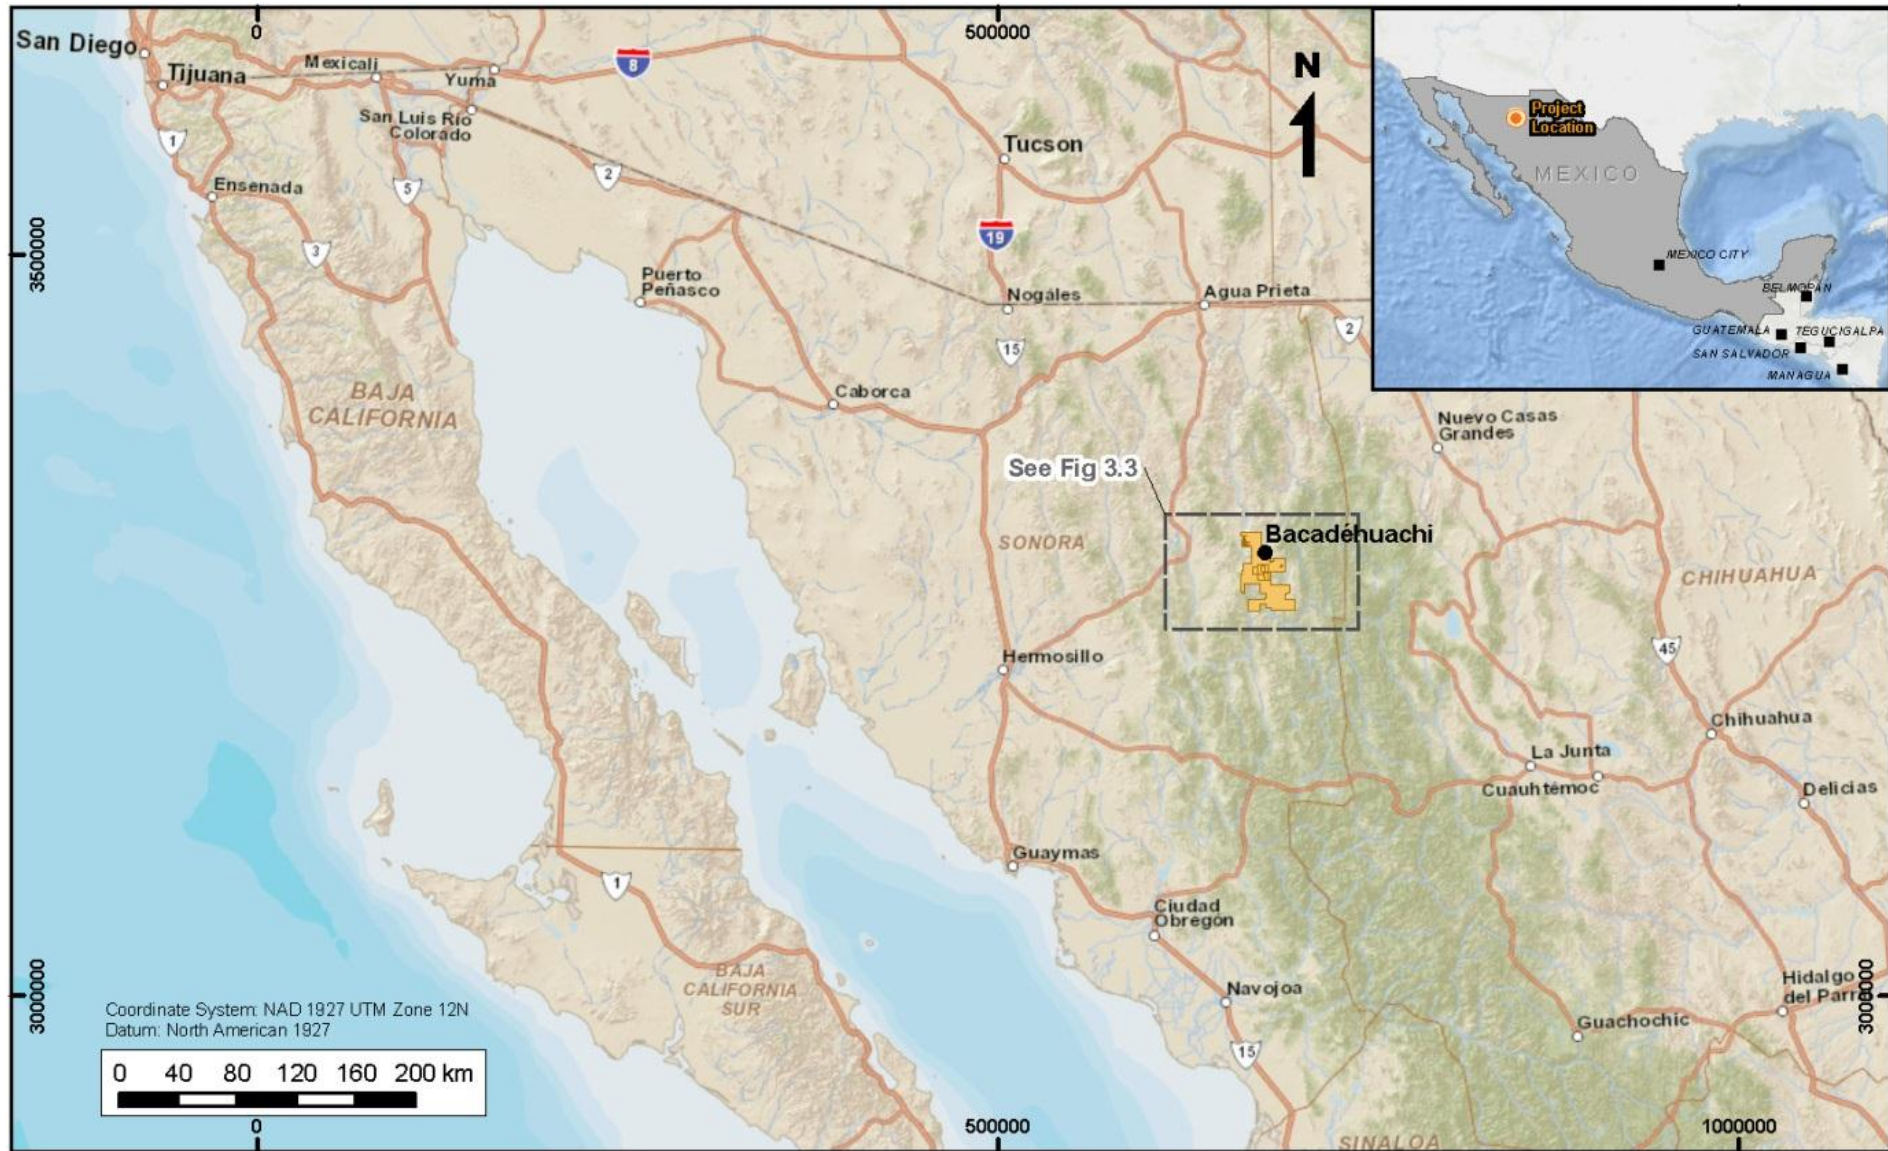 0
500000
San Diego
Tijuana
Mexicali
Yuma
8
San Luis Río
Colorado
1
Ensenada
5
2
3
Tucson
N
19
3500000
Puerto
Peñasco
Nogáles
Agua Prieta
2
15
Caborca
BAJA
CALIFORNIA
Project
Location
MEXICO
MEXICO CITY
BELMOPAN
GUATEMALA
TEGUCIGALPA
SAN SALVADOR
MANAGUA
Nuevo Casas
Grandes
See Fig 3.3
SONORA
Bacadéhuachi
CHIHUAHUA
Hermosillo
45
Chihuahua
La Junta
Cuauhtémoc
Delicias
Guaymas
1
Ciudad
Obregón
BAJA
CALIFORNIA
SUR
Navojoa
Hidalgo
del Parral
3000000
3000000
Guachochic
15
Coordinate System: NAD 1927 UTM Zone 12N
Datum: North American 1927
0 40 80 120 160 200 km
0
500000
1000000
SINALOA